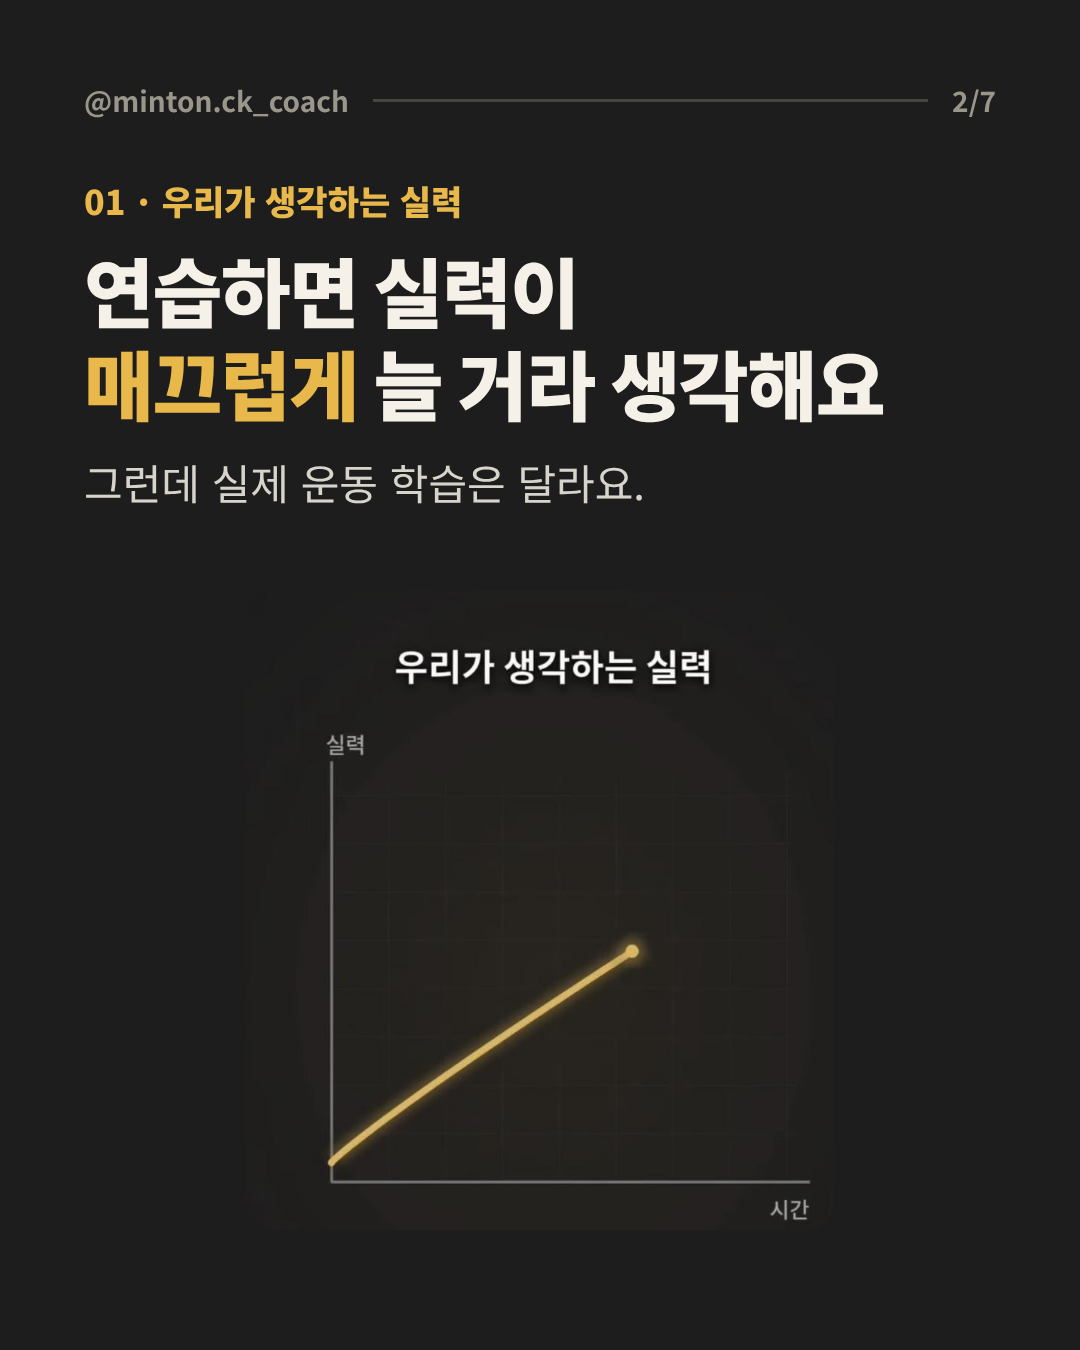 @minton.ck_coach
2/7
01 · 우리가 생각하는 실력
연습하면 실력이
매끄럽게 늘 거라 생각해요
그런데 실제 운동 학습은 달라요.
우리가 생각하는 실력
실력
시간